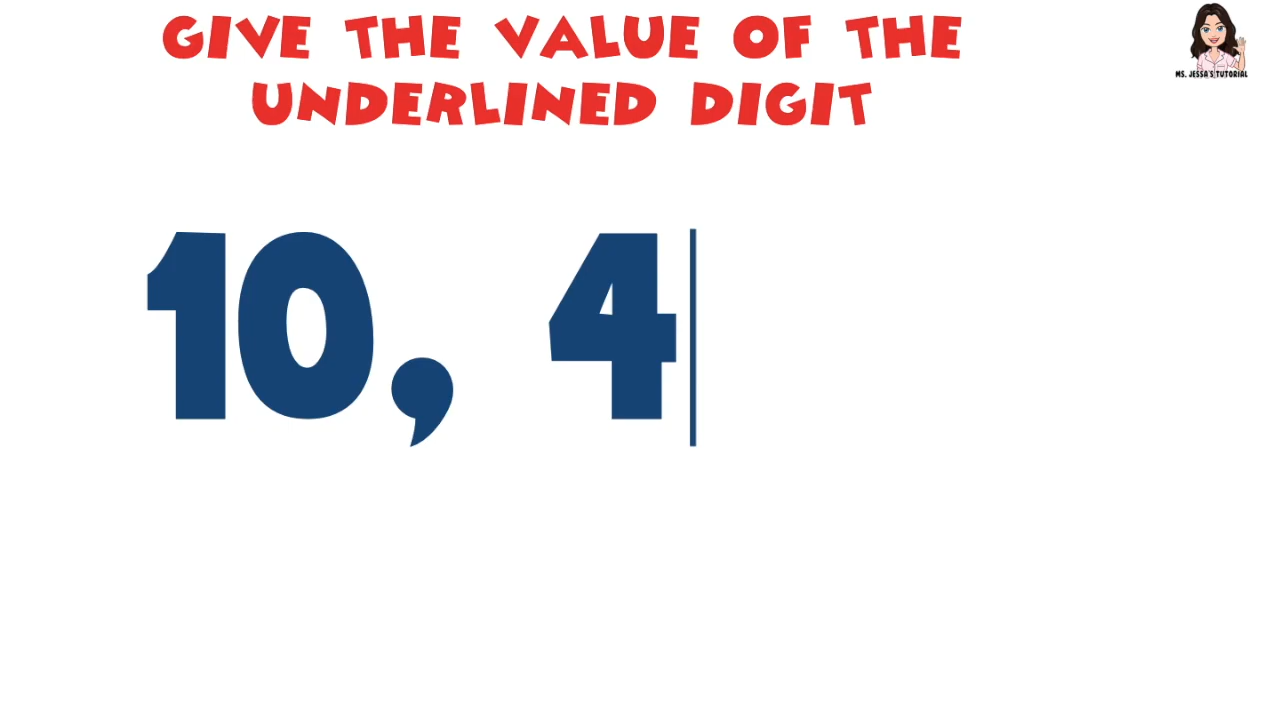 GIVE THE VALUE OF THE
UNDERLINED DIGIT
MS. JESSA'S TUTORIAL
10, 4